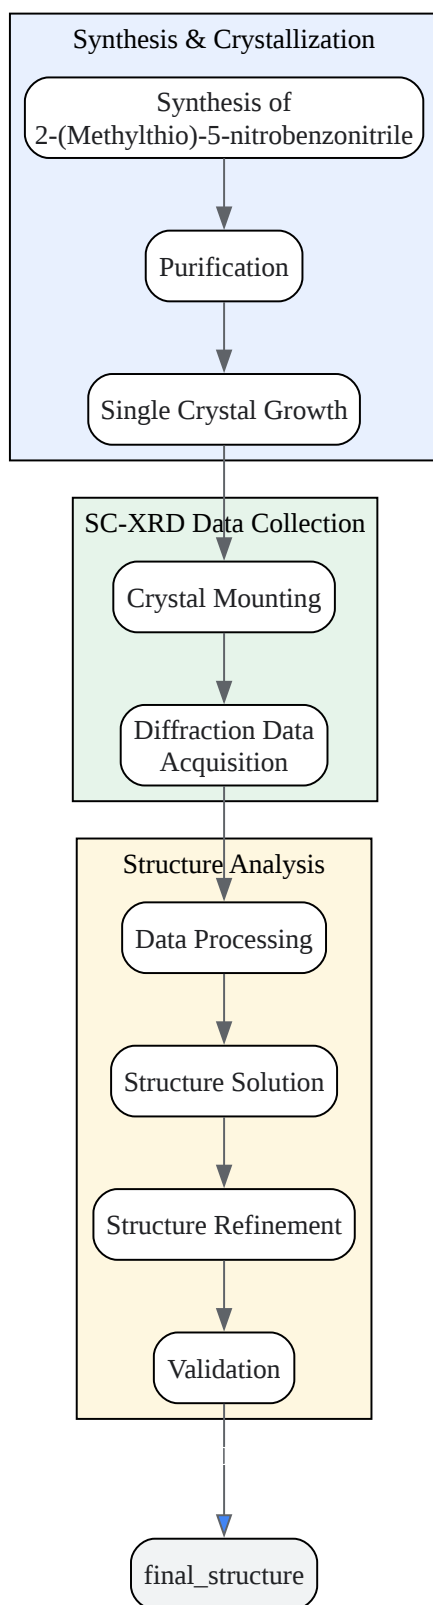 Synthesis & Crystallization
Synthesis of
2-(Methylthio)-5-nitrobenzonitrile
Purification
Single Crystal Growth
SC-XRD Data Collection
Crystal Mounting
Diffraction Data
Acquisition
Structure Analysis
Data Processing
Structure Solution
Structure Refinement
Validation
final_structure